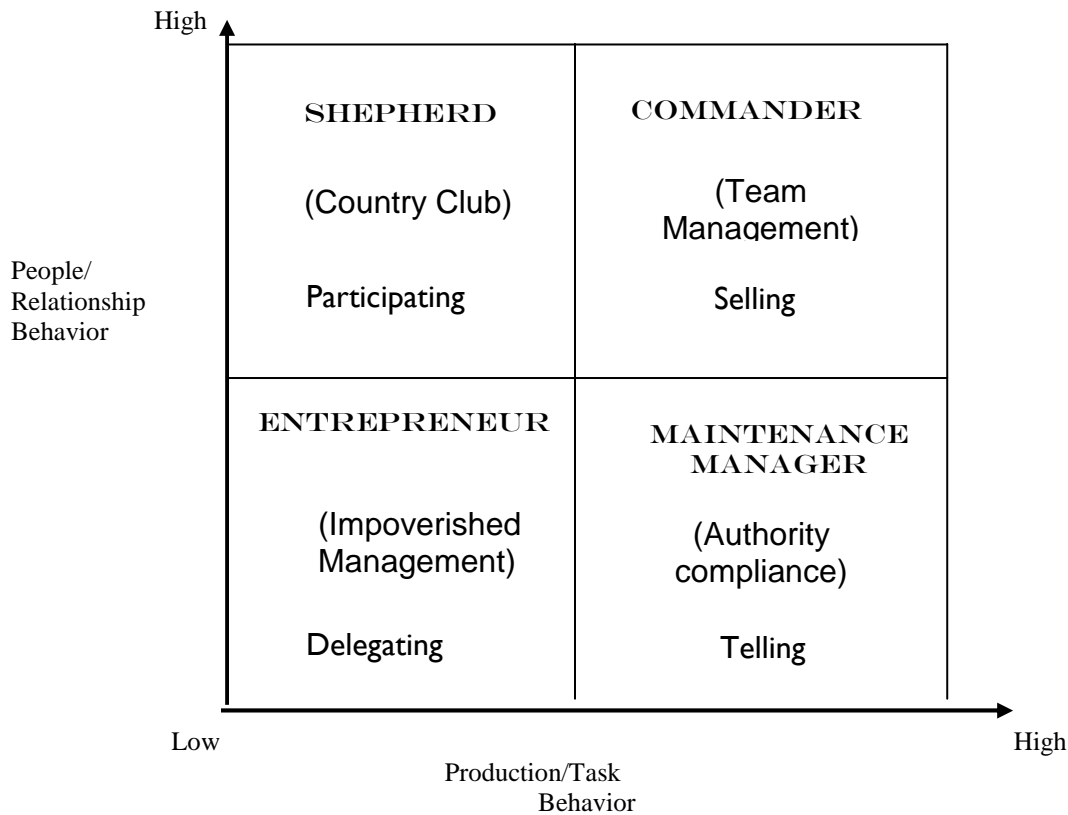 High
SHEPHERD
(Country Club)
Participating
COMMANDER
(Team
Management)
Selling
People/
Relationship
Behavior
ENTREPRENEUR
(Impoverished
Management)
Delegating
MAINTENANCE
MANAGER
(Authority
compliance)
Telling
Low
High
Production/Task
Behavior